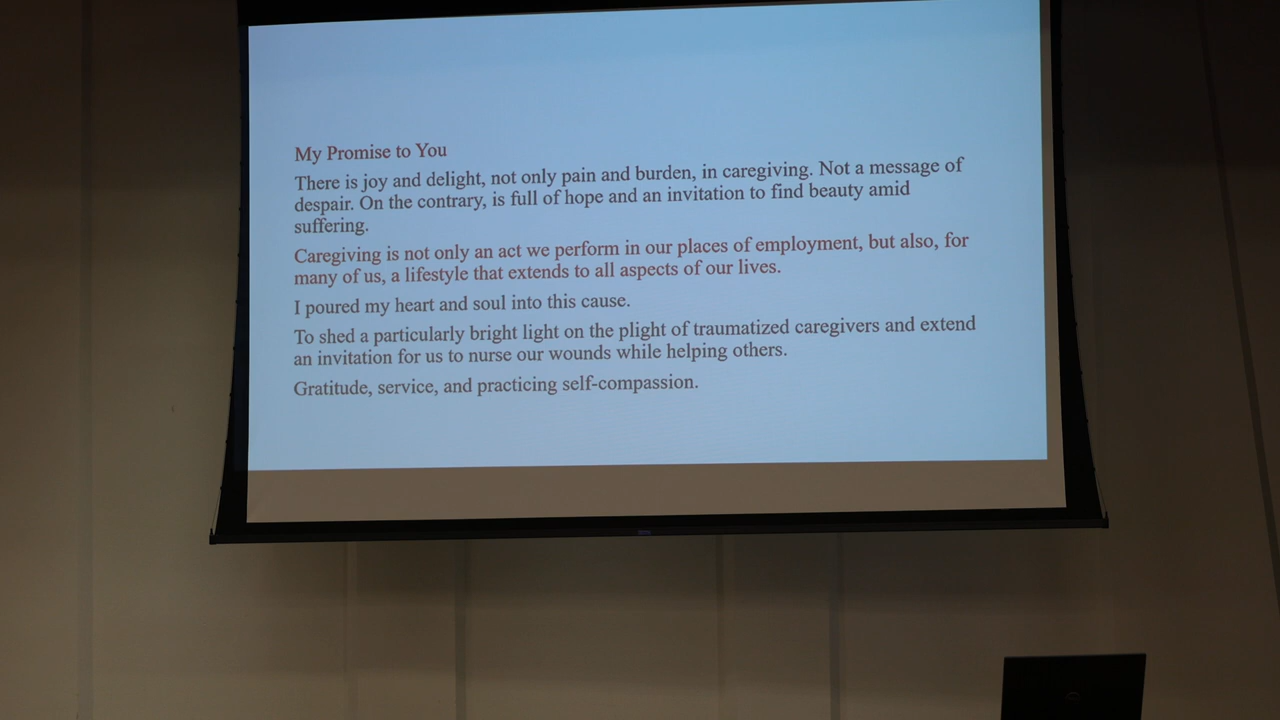 My Promise to You
There is joy and delight, not only pain and burden, in caregiving. Not a message of
despair. On the contrary, is full of hope and an invitation to find beauty amid
suffering.
Caregiving is not only an act we perform in our places of employment, but also, for
many of us, a lifestyle that extends to all aspects of our lives.
I poured my heart and soul into this cause.
To shed a particularly bright light on the plight of traumatized caregivers and extend
an invitation for us to nurse our wounds while helping others.
Gratitude, service, and practicing self-compassion.